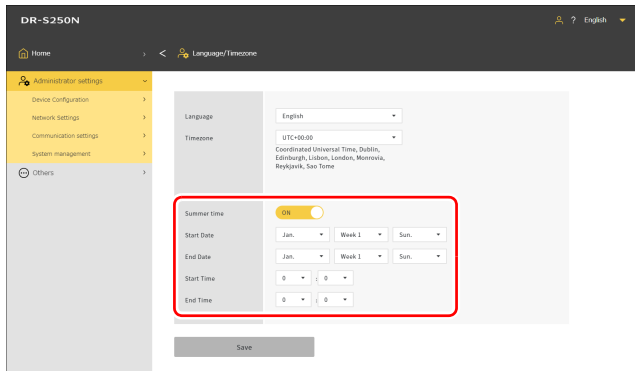 DR-S250N
? English
Home
< Language/Timezone
Administrator settings
Device Configuration
Network Settings
Communication settings
System management
Others
Language English
Timezone UTC+00:00
Coordinated Universal Time, Dublin,
Edinburgh, Lisbon, London, Monrovia,
Reykjavik, Sao Tome
Summer time ON
Start Date Jan. Week 1 Sun.
End Date Jan. Week 1 Sun.
Start Time 0 : 0
End Time 0 : 0
Save